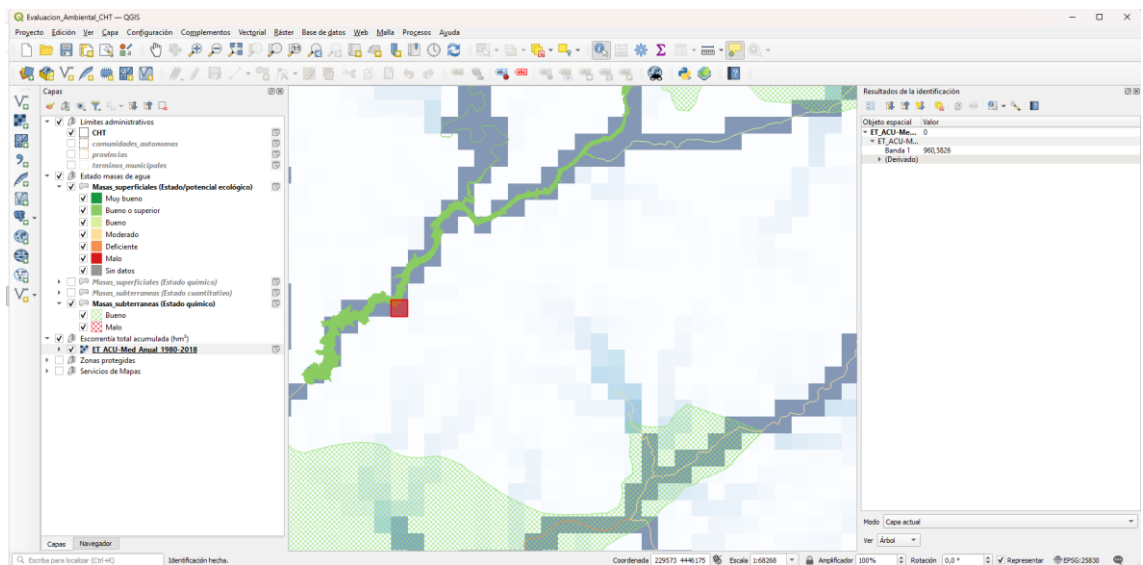 Evaluacion_Ambiental_CHT — QGIS
Proyecto Edición Ver Capa Configuración Complementos Vectorial Ráster Base de datos Web Malla Procesos Ayuda
Capas
Límites administrativos
CHT
comunidades_autonomas
provincias
terminos_municipales
Estado masas de agua
Masas_superficiales (Estado/potencial ecológico)
Muy bueno
Bueno o superior
Bueno
Moderado
Deficiente
Malo
Sin datos
Masas_superficiales (Estado químico)
Masas_subterraneas (Estado cuantitativo)
Masas_subterraneas (Estado químico)
Bueno
Malo
Escorrentía total acumulada (hm³)
ET_ACU-Med_Anual_1980-2018
Zonas protegidas
Servicios de Mapas
Capas Navegador
Resultados de la identificación
Objeto espacial Valor
ET_ACU-Me... 0
ET_ACU-M...
Banda 1 960,5826
(Derivado)
Modo Capa actual
Ver Árbol
Escriba para localizar (Ctrl+K) Identificación hecha. Coordenada 229573 4446175 Escala 1:68268 Amplificador 100% Rotación 0,0 ° Representar EPSG:25830